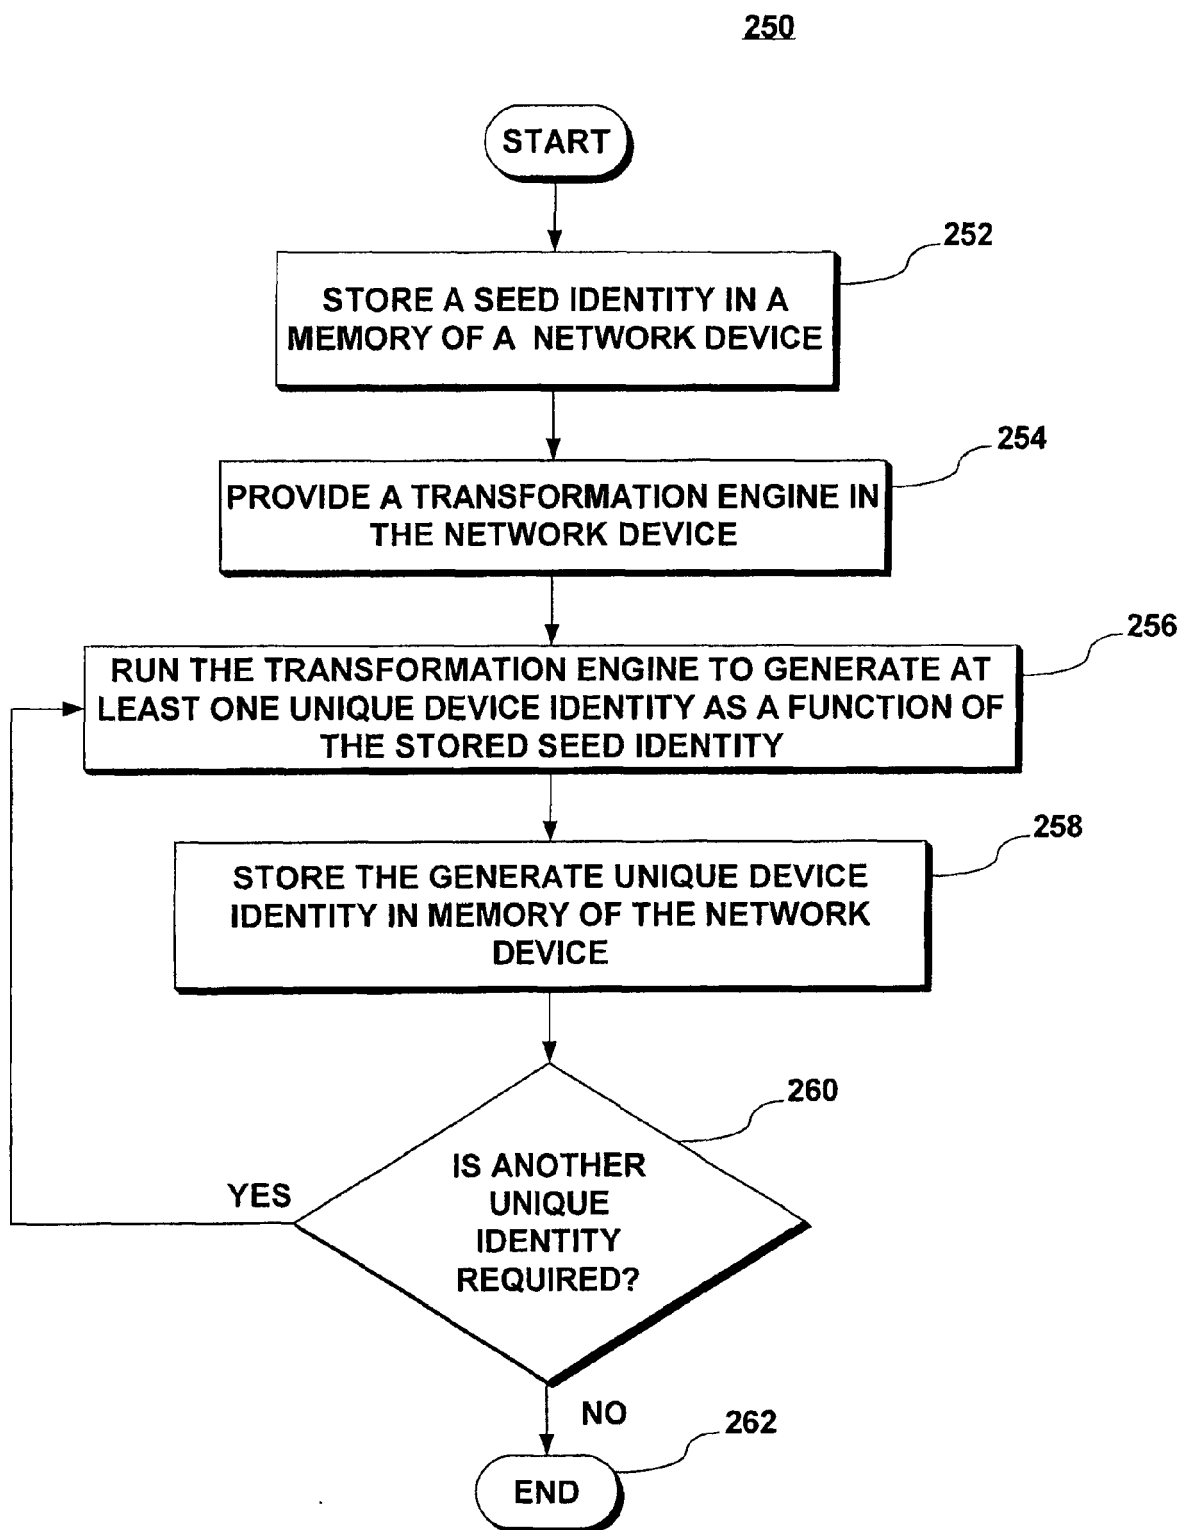 250
START
252
STORE A SEED IDENTITY IN A
MEMORY OF A NETWORK DEVICE
254
PROVIDE A TRANSFORMATION ENGINE IN
THE NETWORK DEVICE
256
RUN THE TRANSFORMATION ENGINE TO GENERATE AT
LEAST ONE UNIQUE DEVICE IDENTITY AS A FUNCTION OF
THE STORED SEED IDENTITY
258
STORE THE GENERATE UNIQUE DEVICE
IDENTITY IN MEMORY OF THE NETWORK
DEVICE
260
IS ANOTHER
UNIQUE
IDENTITY
REQUIRED?
YES
NO
262
END